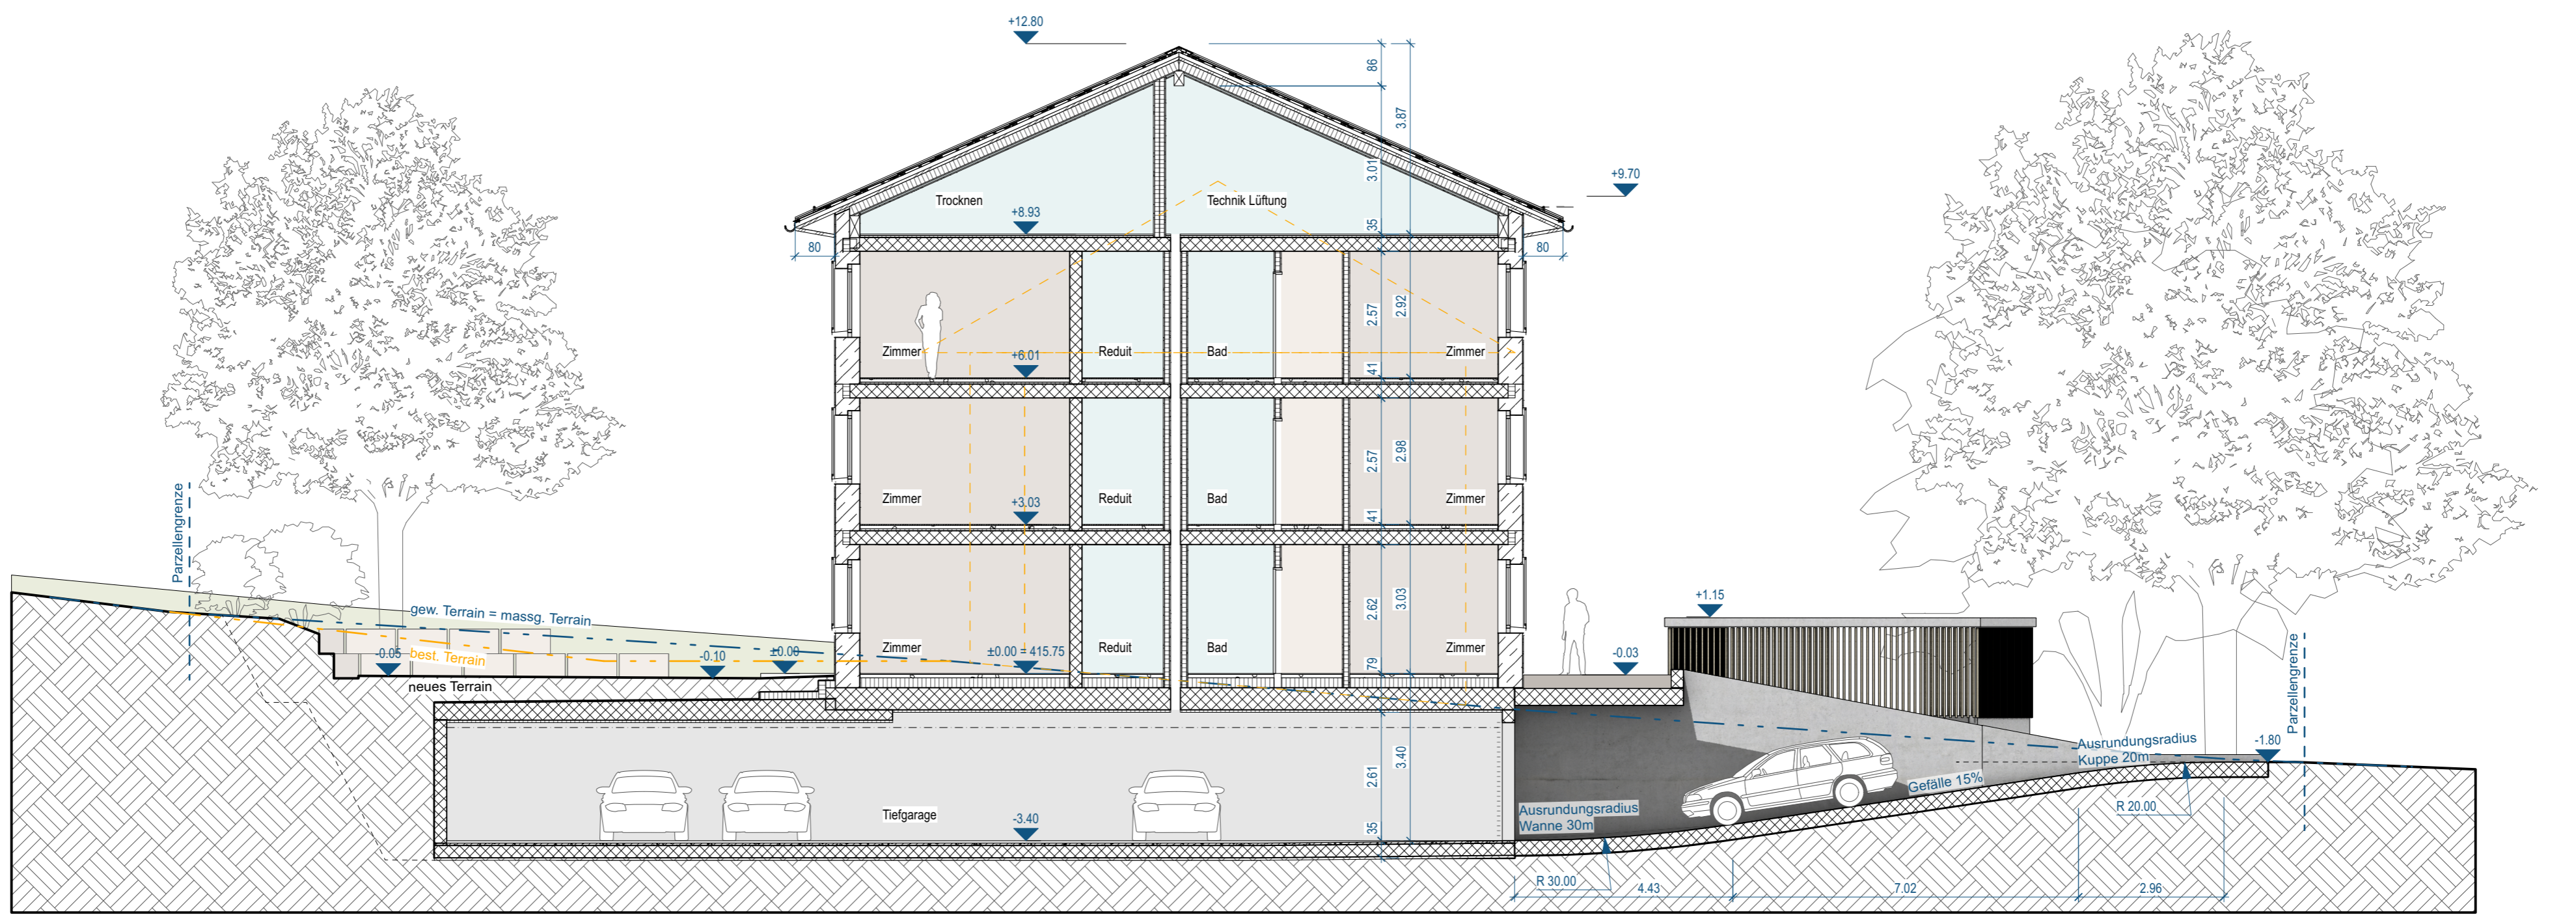 +12.80
86
3.87
3.01
+9.70
Trocknen
Technik Lüftung
+8.93
35
80
80
2.57
2.92
Zimmer
+6.01
Reduit
Bad
Zimmer
41
2.57
2.98
Zimmer
+3.03
Reduit
Bad
Zimmer
41
Parzellengrenze
gew. Terrain = massg. Terrain
best. Terrain
-0.05
-0.10
±0.00
neues Terrain
2.62
3.03
Zimmer
±0.00 = 415.75
Reduit
Bad
Zimmer
79
+1.15
-0.03
Parzellengrenze
-1.80
Ausrundungsradius
Kuppe 20m
Gefälle 15%
R 20.00
3.40
2.61
Tiefgarage
-3.40
35
Ausrundungsradius
Wanne 30m
R 30.00
4.43
7.02
2.96